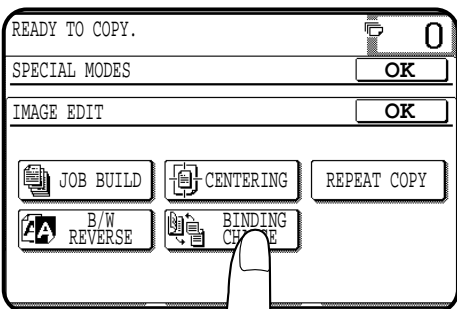 READY TO COPY.
0
SPECIAL MODES
OK
IMAGE EDIT
OK
JOB BUILD
CENTERING
REPEAT COPY
B/W
REVERSE
BINDING